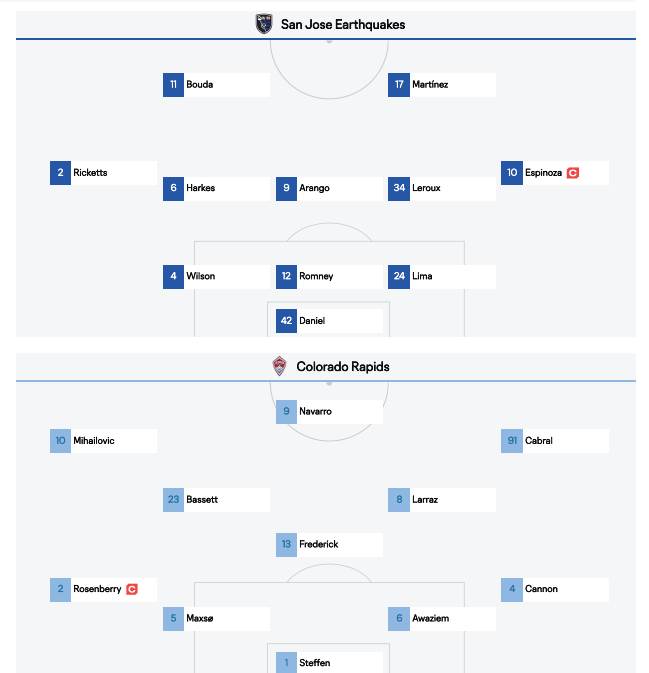 San Jose Earthquakes
11 Bouda
17 Martínez
2 Ricketts
10 Espinoza C
6 Harkes
9 Arango
34 Leroux
4 Wilson
12 Romney
24 Lima
42 Daniel
Colorado Rapids
9 Navarro
10 Mihailovic
91 Cabral
23 Bassett
8 Larraz
13 Frederick
2 Rosenberry C
4 Cannon
5 Maxsø
6 Awaziem
1 Steffen